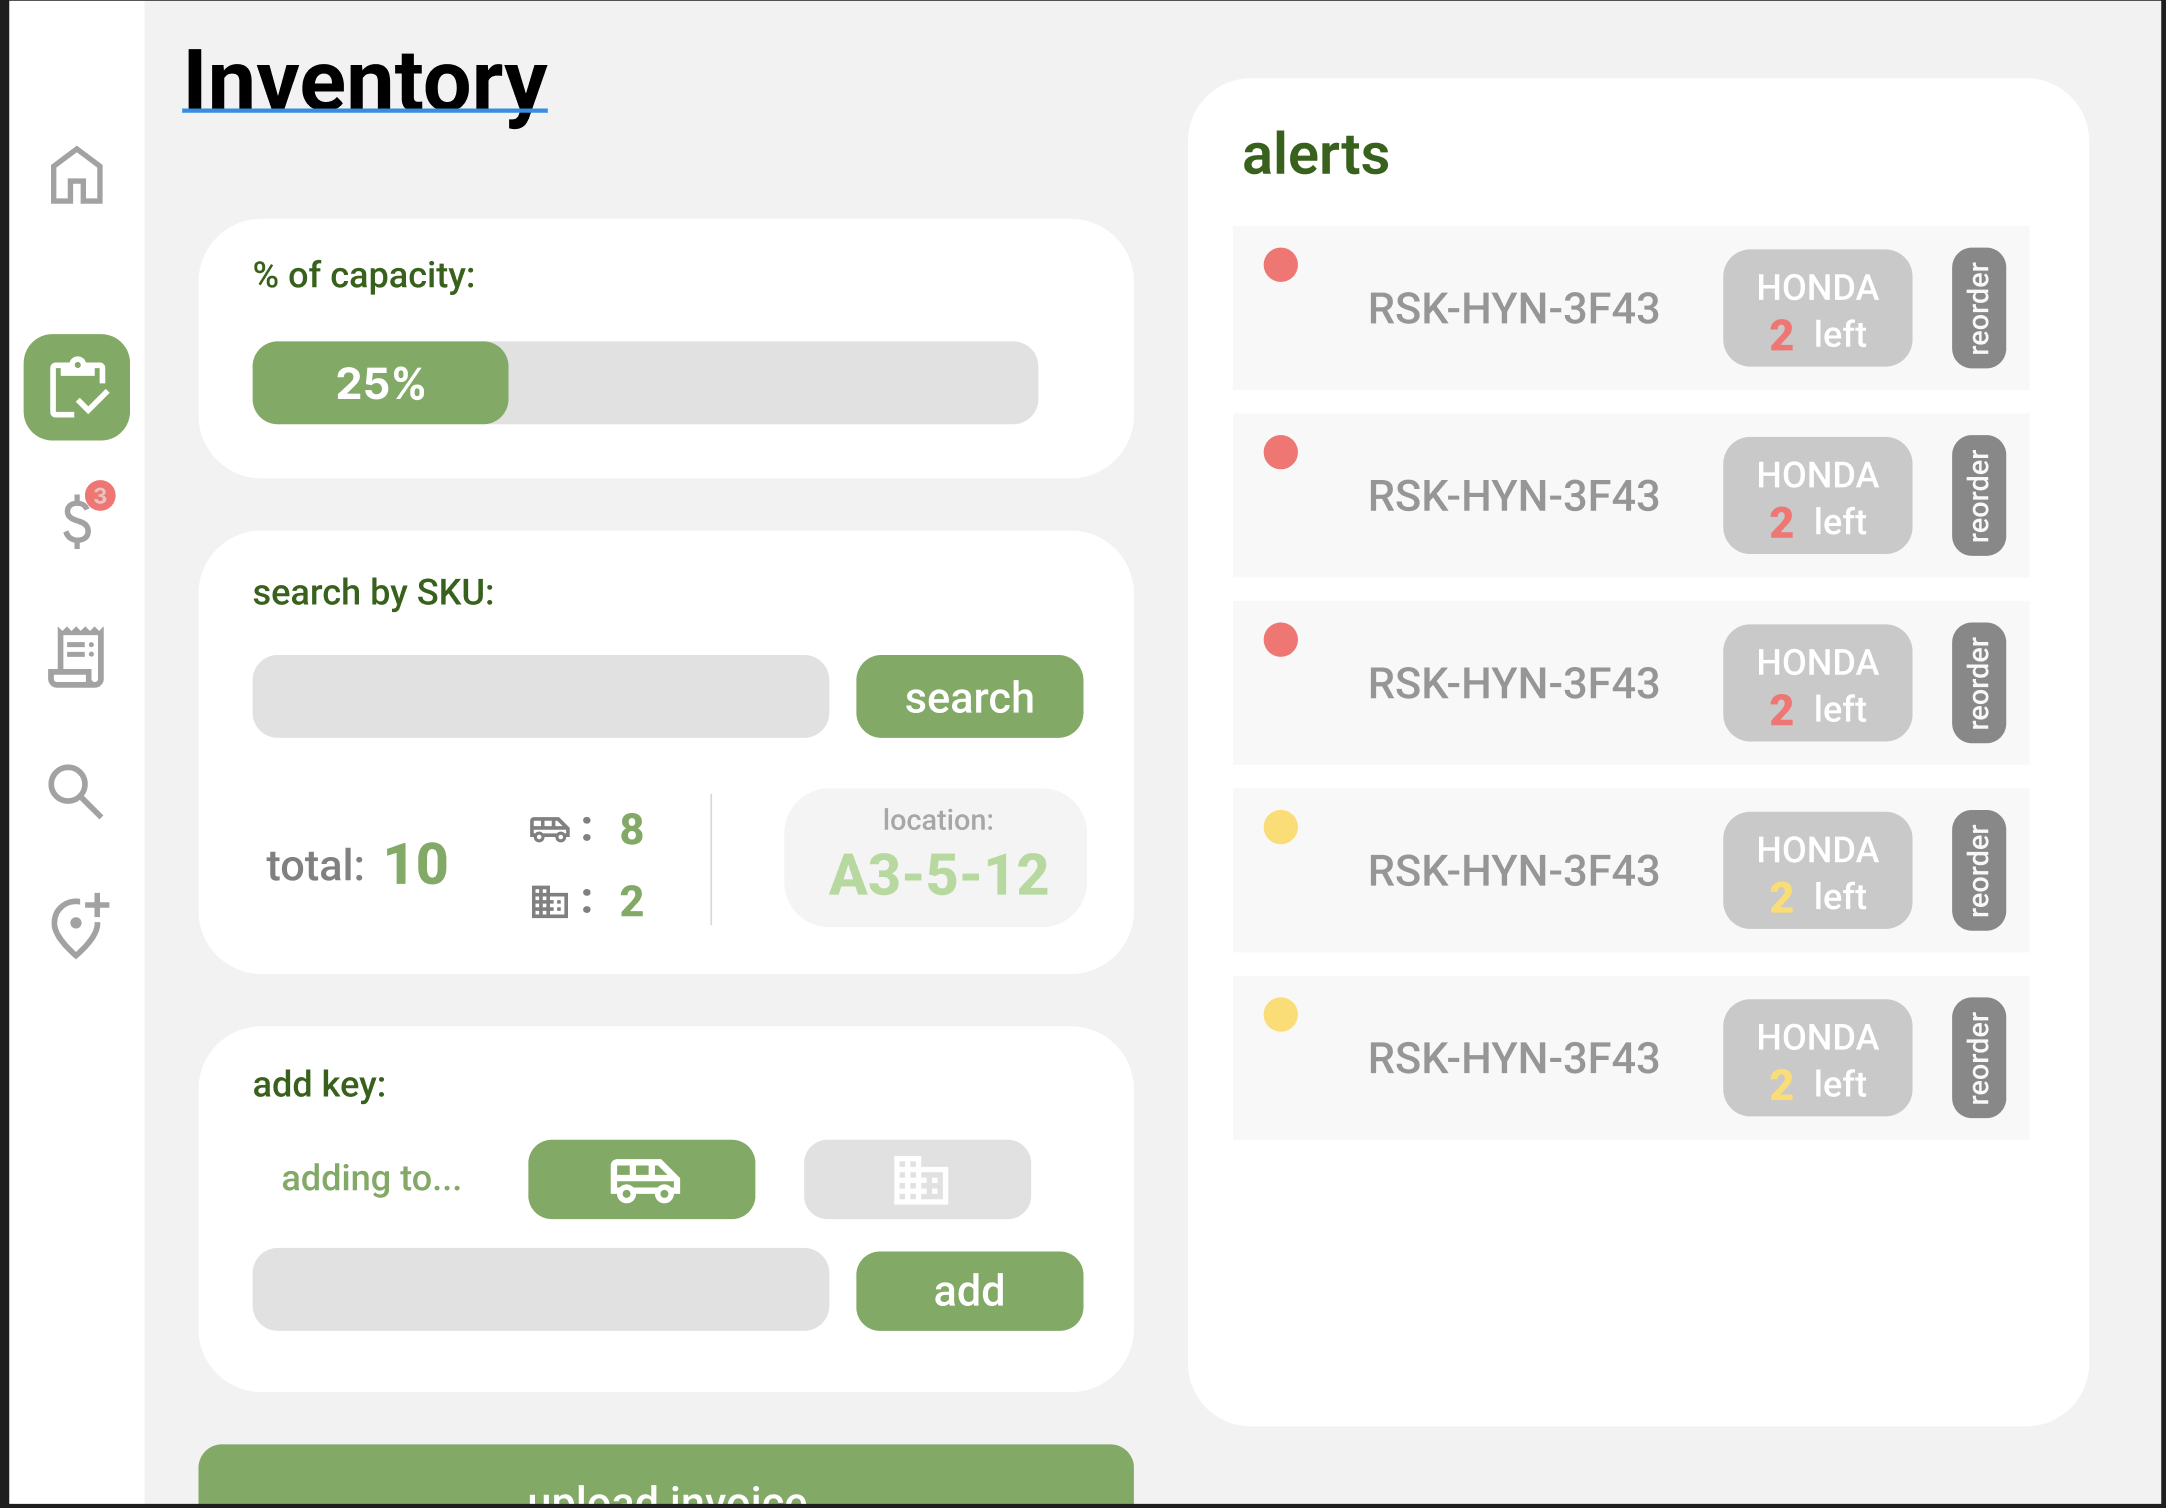 Inventory
3
% of capacity:
25%
search by SKU:
search
total: 10
: 8
: 2
location:
A3-5-12
add key:
adding to...
add
upload invoice
alerts
RSK-HYN-3F43
HONDA
2 left
reorder
RSK-HYN-3F43
HONDA
2 left
reorder
RSK-HYN-3F43
HONDA
2 left
reorder
RSK-HYN-3F43
HONDA
2 left
reorder
RSK-HYN-3F43
HONDA
2 left
reorder